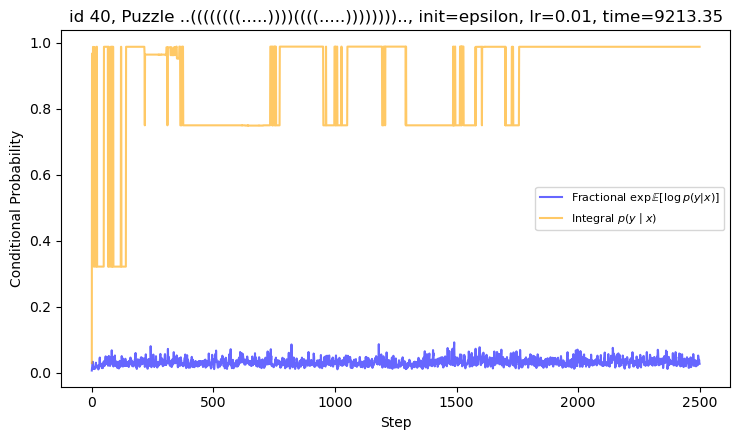 id 40, Puzzle ..((((((((.....))))((((.....)))))))).., init=epsilon, lr=0.01, time=9213.35
Conditional Probability
1.0
0.8
0.6
0.4
0.2
0.0
Fractional exp𝔼[log p(y|x)]
Integral p(y | x)
0
500
1000
1500
2000
2500
Step